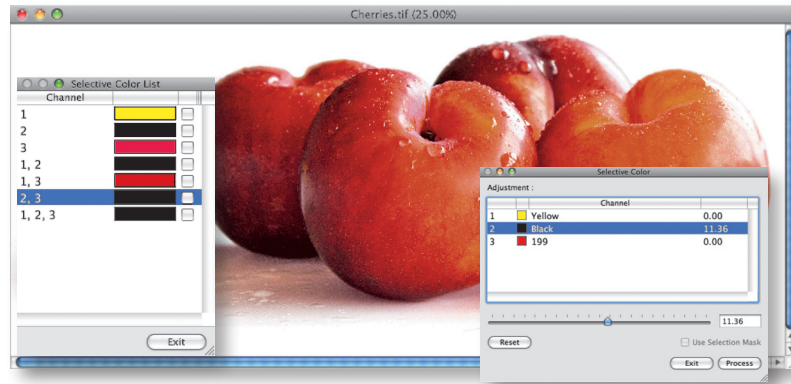 Cherries.tif (25.00%)
Selective Color List
Channel
1
2
3
1, 2
1, 3
2, 3
1, 2, 3
Exit
Selective Color
Adjustment :
Channel
1 Yellow 0.00
2 Black 11.36
3 199 0.00
11.36
Reset
Use Selection Mask
Exit Process